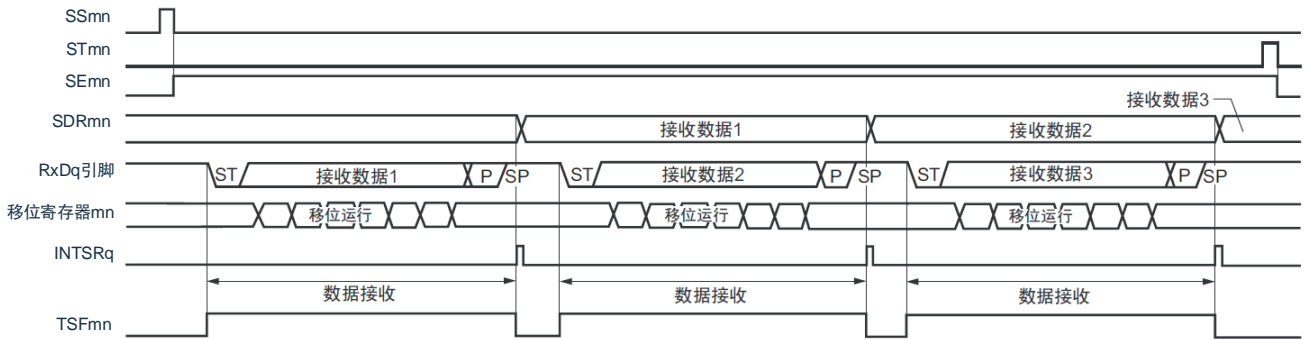 SSmn
STmn
SEmn
接收数据3
SDRmn
接收数据1
接收数据2
RxDq引脚
ST
接收数据1
P
SP
ST
接收数据2
P
SP
ST
接收数据3
P
SP
移位寄存器mn
移位运行
移位运行
移位运行
INTSRq
数据接收
数据接收
数据接收
TSFmn